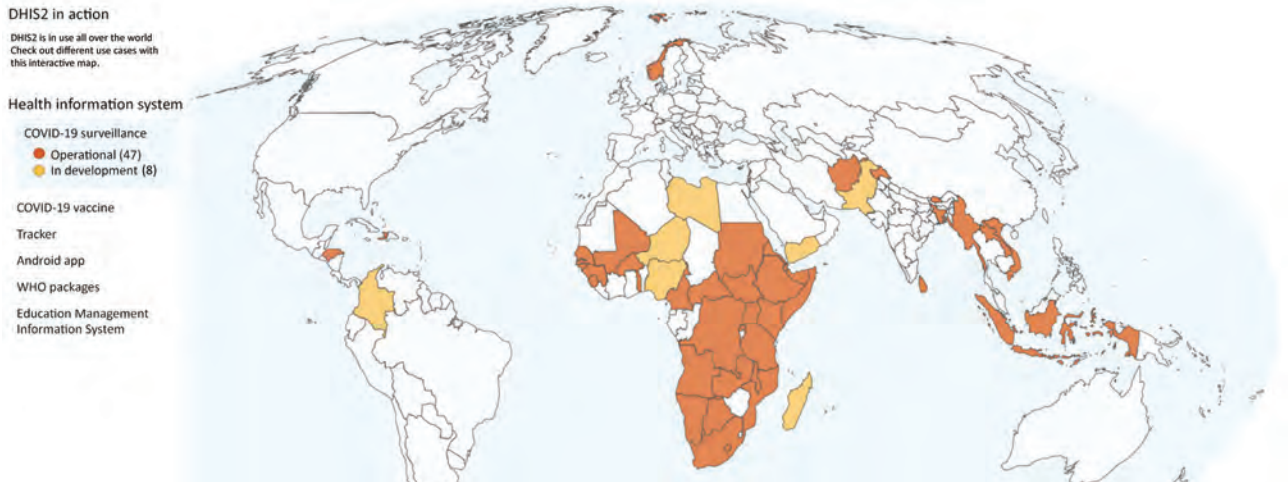 DHIS2 in action
DHIS2 is in use all over the world
Check out different use cases with
this interactive map.
Health information system
COVID-19 surveillance
Operational (47)
In development (8)
COVID-19 vaccine
Tracker
Android app
WHO packages
Education Management
Information System